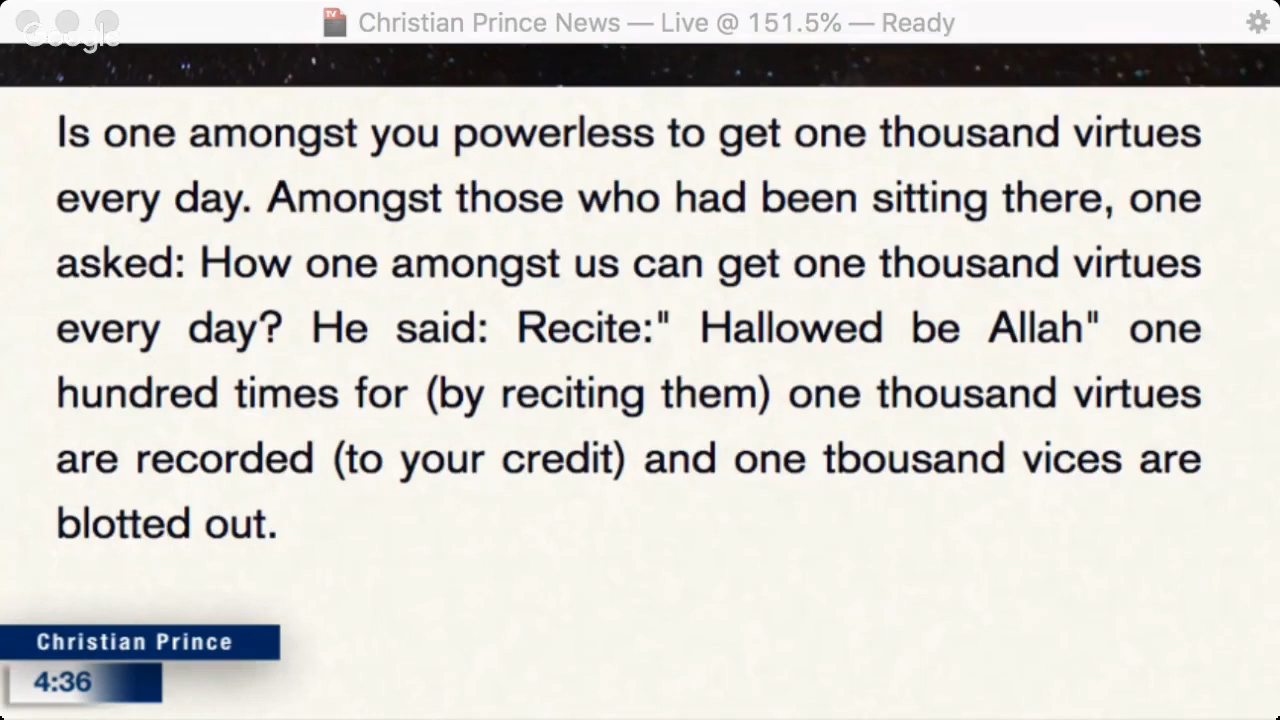 Christian Prince News — Live @ 151.5% — Ready
Google
Is one amongst you powerless to get one thousand virtues
every day. Amongst those who had been sitting there, one
asked: How one amongst us can get one thousand virtues
every day? He said: Recite:" Hallowed be Allah" one
hundred times for (by reciting them) one thousand virtues
are recorded (to your credit) and one tbousand vices are
blotted out.
Christian Prince
4:36